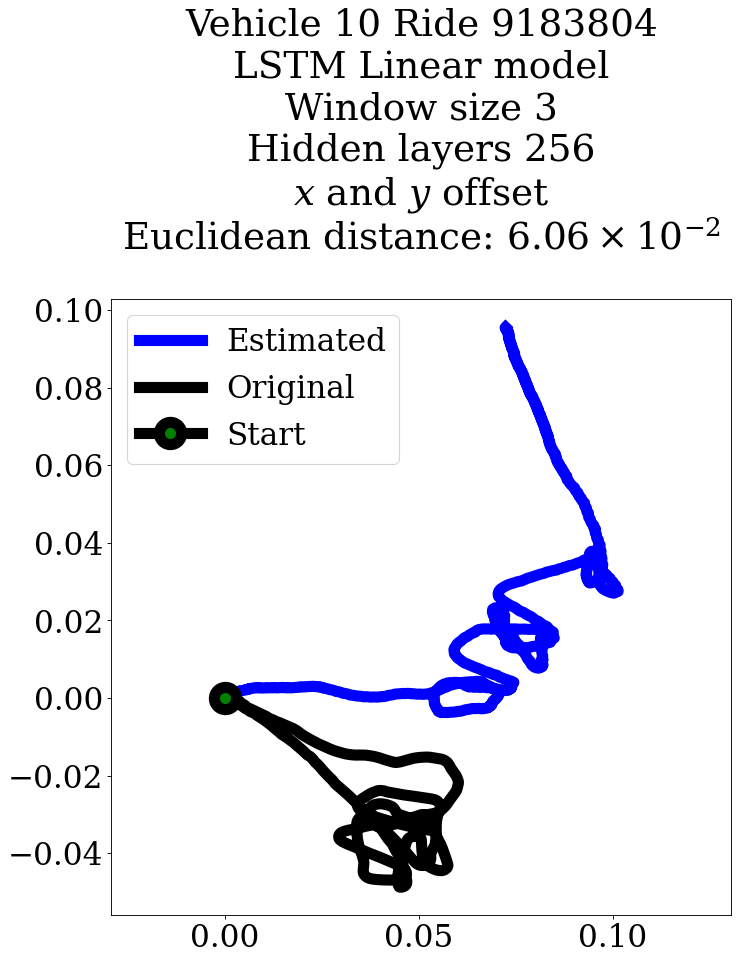 Vehicle 10 Ride 9183804
LSTM Linear model
Window size 3
Hidden layers 256
x and y offset
Euclidean distance: 6.06 × 10⁻²
Estimated
Original
Start
0.10
0.08
0.06
0.04
0.02
0.00
−0.02
−0.04
0.00 0.05 0.10